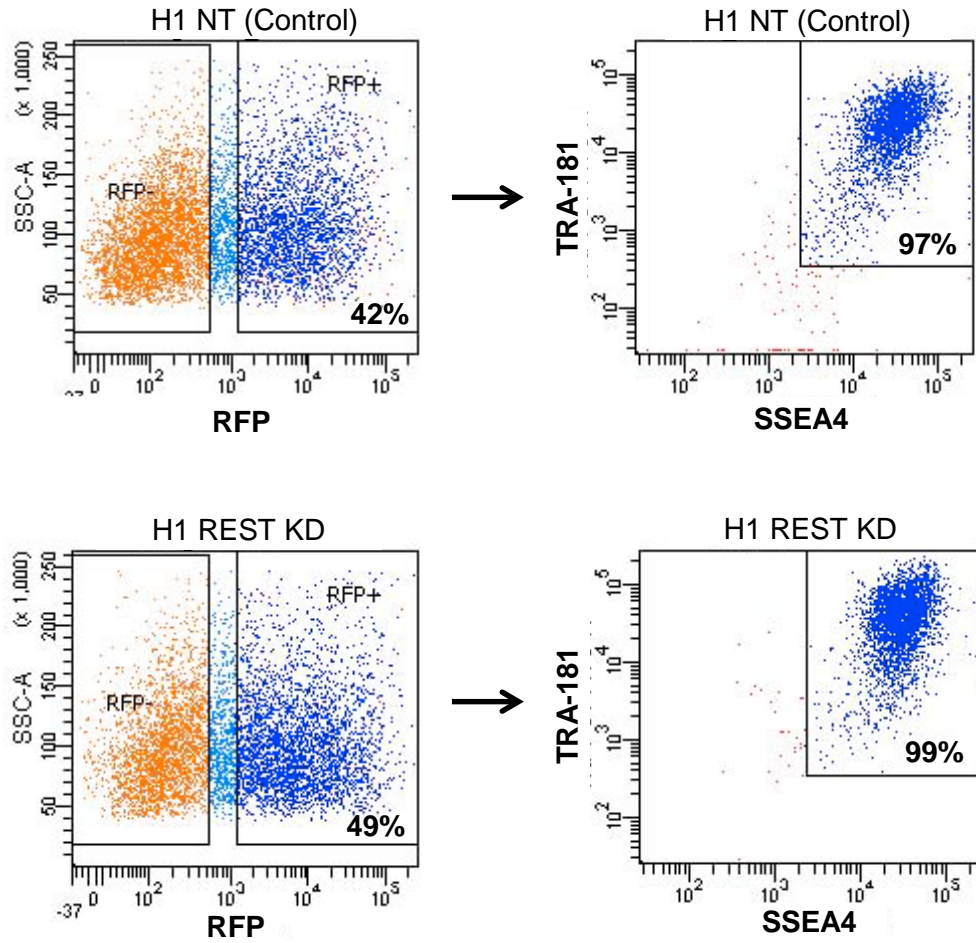 H1 NT (Control)
H1 NT (Control)
(x 1,000)
SSC-A
250
200
150
100
50
RFP-
RFP+
42%
0
10²
10³
10⁴
10⁵
RFP
TRA-181
10⁵
10⁴
10³
10²
97%
10²
10³
10⁴
10⁵
SSEA4
H1 REST KD
H1 REST KD
(x 1,000)
SSC-A
250
200
150
100
50
RFP-
RFP+
49%
-37
0
10²
10³
10⁴
10⁵
RFP
TRA-181
10⁵
10⁴
10³
10²
99%
10²
10³
10⁴
10⁵
SSEA4